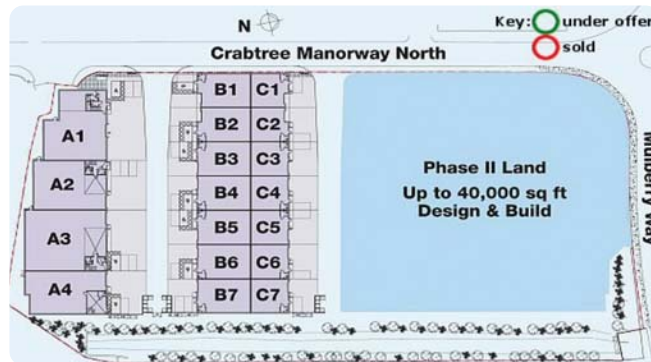 N
Key: under offer
sold
Crabtree Manorway North
Mulberry Way
A1
A2
A3
A4
B1 C1
B2 C2
B3 C3
B4 C4
B5 C5
B6 C6
B7 C7
Phase II Land
Up to 40,000 sq ft
Design & Build